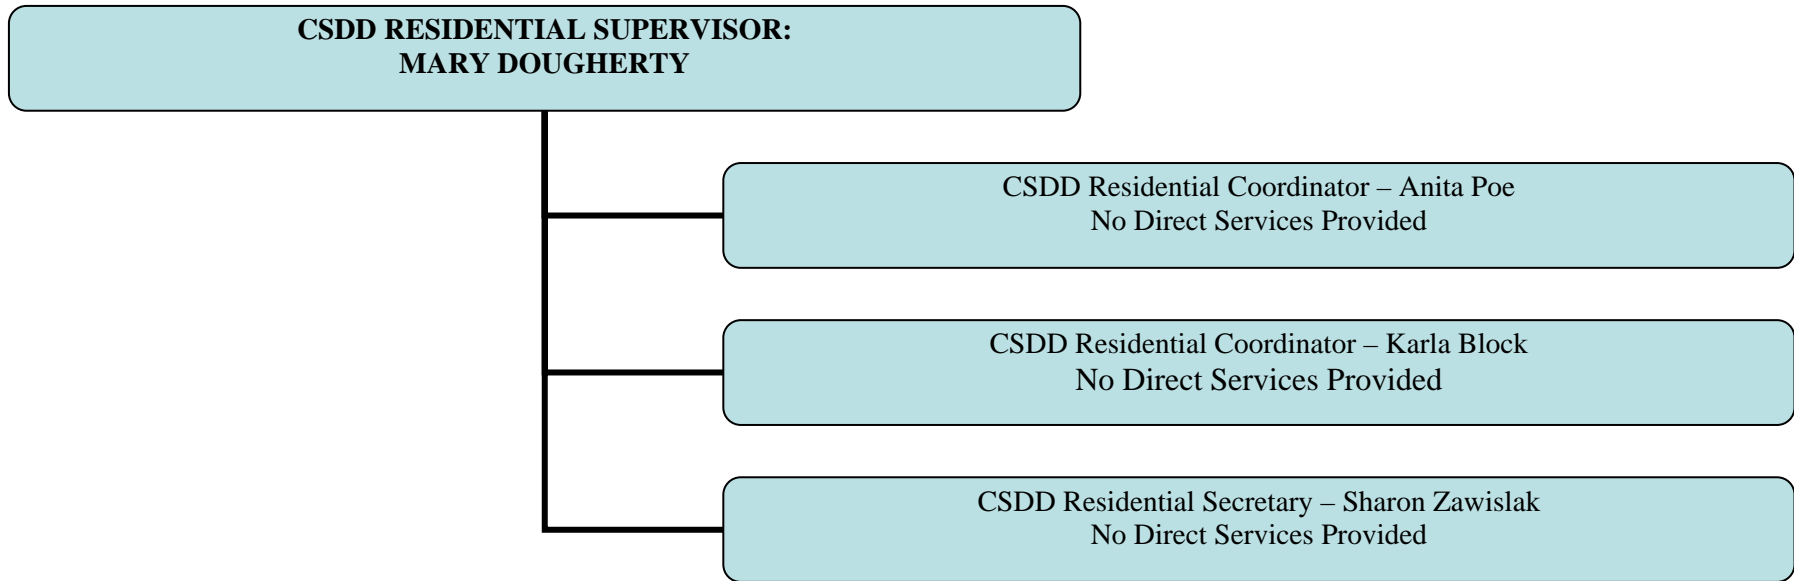 CSDD RESIDENTIAL SUPERVISOR:
MARY DOUGHERTY
CSDD Residential Coordinator – Anita Poe
No Direct Services Provided
CSDD Residential Coordinator – Karla Block
No Direct Services Provided
CSDD Residential Secretary – Sharon Zawislak
No Direct Services Provided